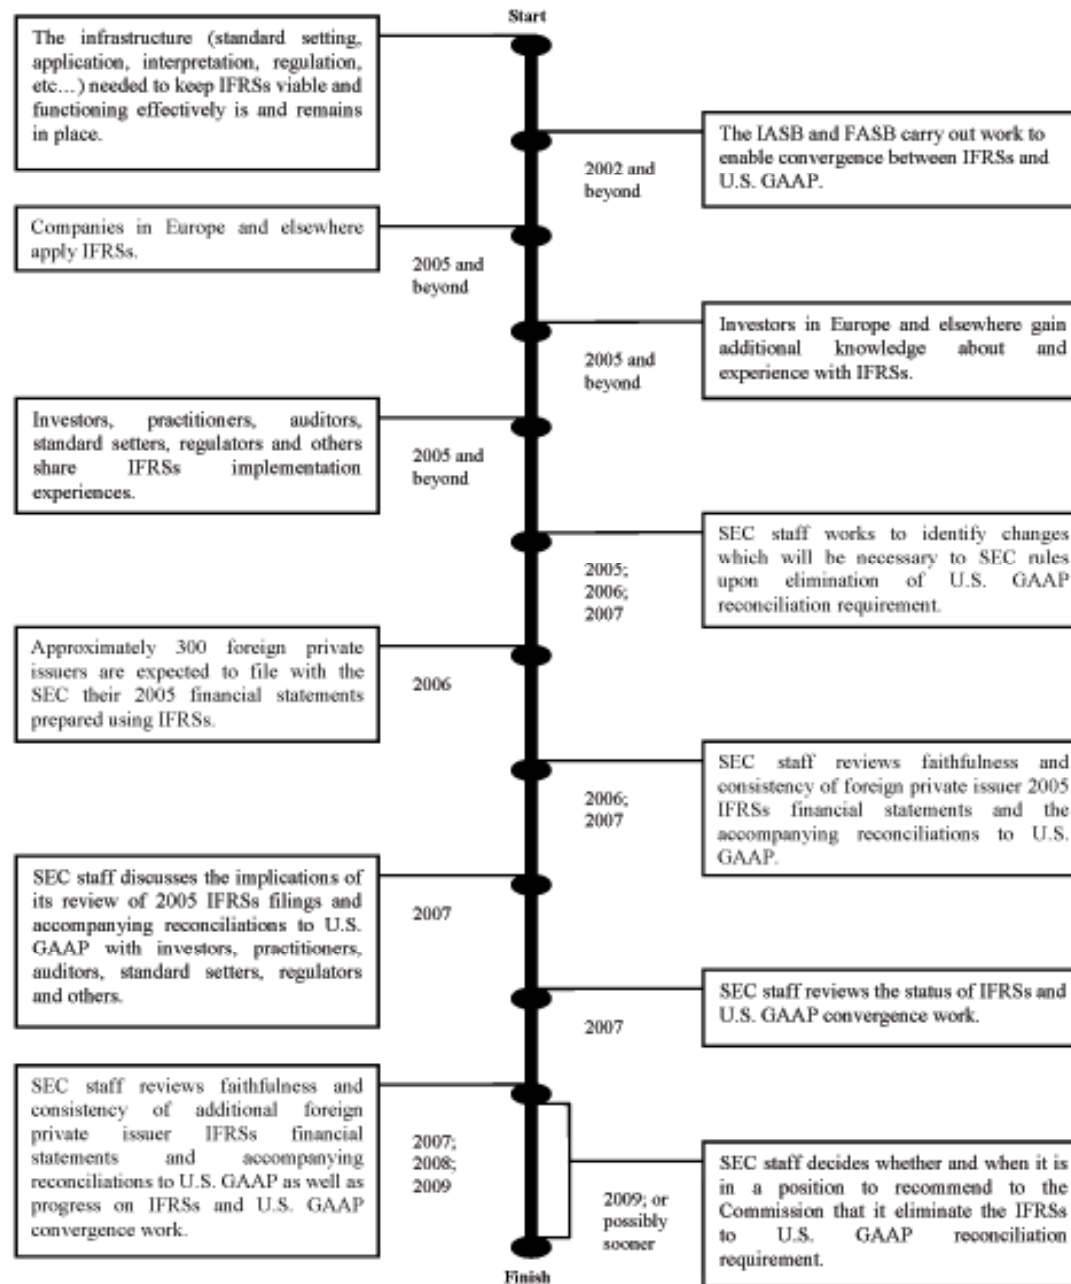 Start
The infrastructure (standard setting,
application, interpretation, regulation,
etc...) needed to keep IFRSs viable and
functioning effectively is and remains
in place.
The IASB and FASB carry out work to
enable convergence between IFRSs and
U.S. GAAP.
2002 and
beyond
Companies in Europe and elsewhere
apply IFRSs.
2005 and
beyond
Investors in Europe and elsewhere gain
additional knowledge about and
experience with IFRSs.
2005 and
beyond
Investors, practitioners, auditors,
standard setters, regulators and others
share IFRSs implementation
experiences.
2005 and
beyond
SEC staff works to identify changes
which will be necessary to SEC rules
upon elimination of U.S. GAAP
reconciliation requirement.
2005;
2006;
2007
Approximately 300 foreign private
issuers are expected to file with the
SEC their 2005 financial statements
prepared using IFRSs.
2006
SEC staff reviews faithfulness and
consistency of foreign private issuer 2005
IFRSs financial statements and the
accompanying reconciliations to U.S.
GAAP.
2006;
2007
SEC staff discusses the implications of
its review of 2005 IFRSs filings and
accompanying reconciliations to U.S.
GAAP with investors, practitioners,
auditors, standard setters, regulators
and others.
2007
SEC staff reviews the status of IFRSs and
U.S. GAAP convergence work.
2007
SEC staff reviews faithfulness and
consistency of additional foreign
private issuer IFRSs financial
statements and accompanying
reconciliations to U.S. GAAP as well as
progress on IFRSs and U.S. GAAP
convergence work.
2007;
2008;
2009
SEC staff decides whether and when it is
in a position to recommend to the
Commission that it eliminate the IFRSs
to U.S. GAAP reconciliation
requirement.
2009; or
possibly
sooner
Finish